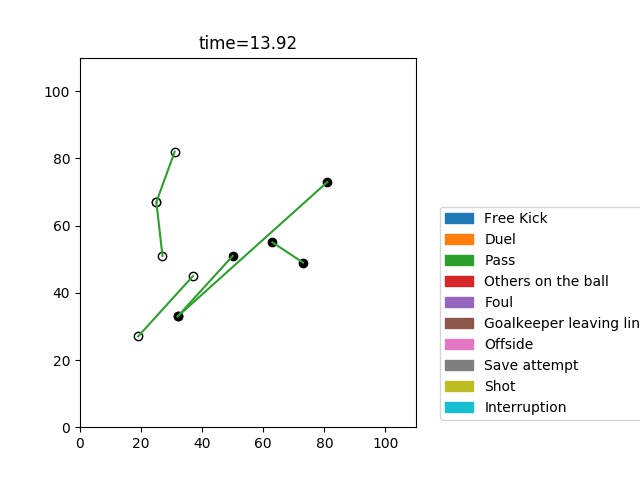 time=13.92
100
80
60
40
20
0
0 20 40 60 80 100
Free Kick
Duel
Pass
Others on the ball
Foul
Goalkeeper leaving lin
Offside
Save attempt
Shot
Interruption